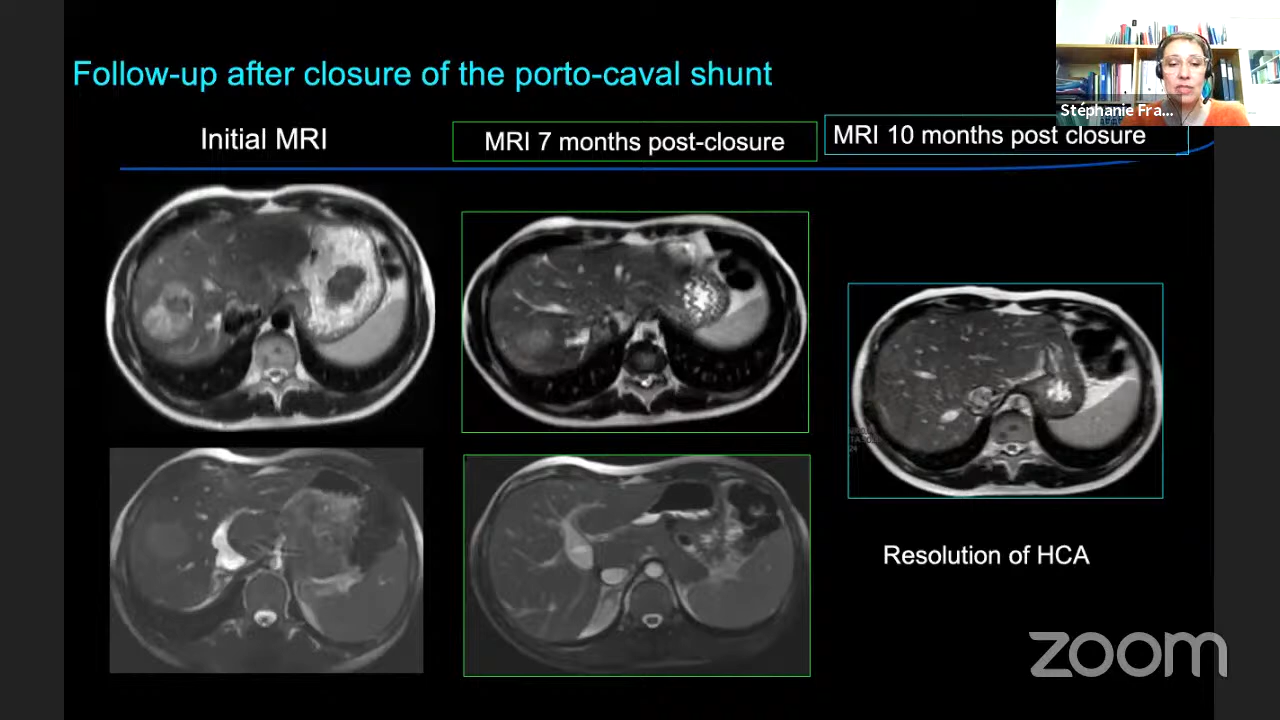 Follow-up after closure of the porto-caval shunt
Stéphanie Fra...
Initial MRI
MRI 7 months post-closure
MRI 10 months post closure
Resolution of HCA
zoom